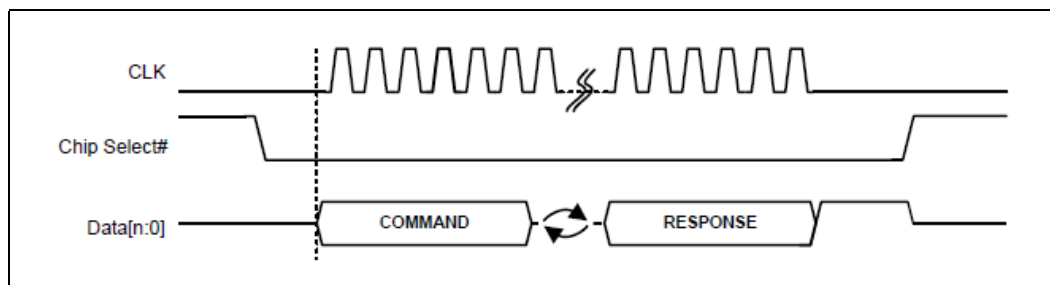 CLK
Chip Select#
Data[n:0]
COMMAND
RESPONSE